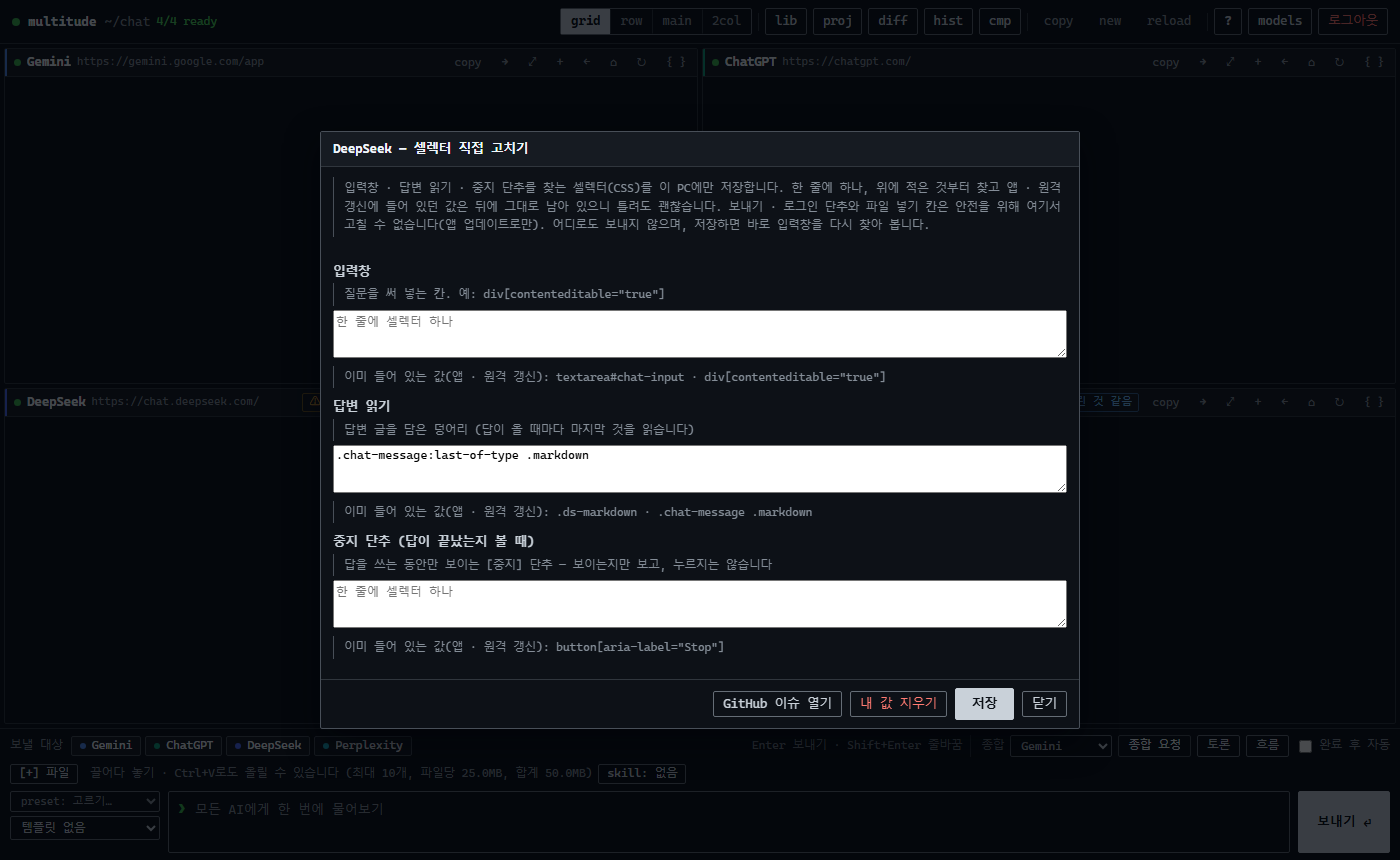 multitude ~/chat 4/4 ready
grid row main 2col lib proj diff hist cmp copy new reload ? models 로그아웃
Gemini https://gemini.google.com/app copy
ChatGPT https://chatgpt.com/ copy { }
DeepSeek — 셀렉터 직접 고치기
입력창 · 답변 읽기 · 중지 단추를 찾는 셀렉터(CSS)를 이 PC에만 저장합니다. 한 줄에 하나, 위에 적은 것부터 찾고 앱 · 원격
갱신에 들어 있던 값은 뒤에 그대로 남아 있으니 틀려도 괜찮습니다. 보내기 · 로그인 단추와 파일 넣기 칸은 안전을 위해 여기서
고칠 수 없습니다(앱 업데이트로만). 어디로도 보내지 않으며, 저장하면 바로 입력창을 다시 찾아 봅니다.
입력창
질문을 써 넣는 칸. 예: div[contenteditable="true"]
한 줄에 셀렉터 하나
이미 들어 있는 값(앱 · 원격 갱신): textarea#chat-input · div[contenteditable="true"]
DeepSeek https://chat.deepseek.com/
것 같음 copy { }
답변 읽기
답변 글을 담은 덩어리 (답이 올 때마다 마지막 것을 읽습니다)
.chat-message:last-of-type .markdown
이미 들어 있는 값(앱 · 원격 갱신): .ds-markdown · .chat-message .markdown
중지 단추 (답이 끝났는지 볼 때)
답을 쓰는 동안만 보이는 [중지] 단추 — 보이는지만 보고, 누르지는 않습니다
한 줄에 셀렉터 하나
이미 들어 있는 값(앱 · 원격 갱신): button[aria-label="Stop"]
GitHub 이슈 열기 내 값 지우기 저장 닫기
보낼 대상 Gemini ChatGPT DeepSeek Perplexity Enter 보내기 · Shift+Enter 줄바꿈 종합 Gemini 종합 요청 토론 흐름 완료 후 자동
[+] 파일 끌어다 놓기 · Ctrl+V로도 올릴 수 있습니다 (최대 10개, 파일당 25.0MB, 합계 50.0MB) skill: 없음
preset: 고르기…
템플릿 없음
❯ 모든 AI에게 한 번에 물어보기
보내기 ⏎